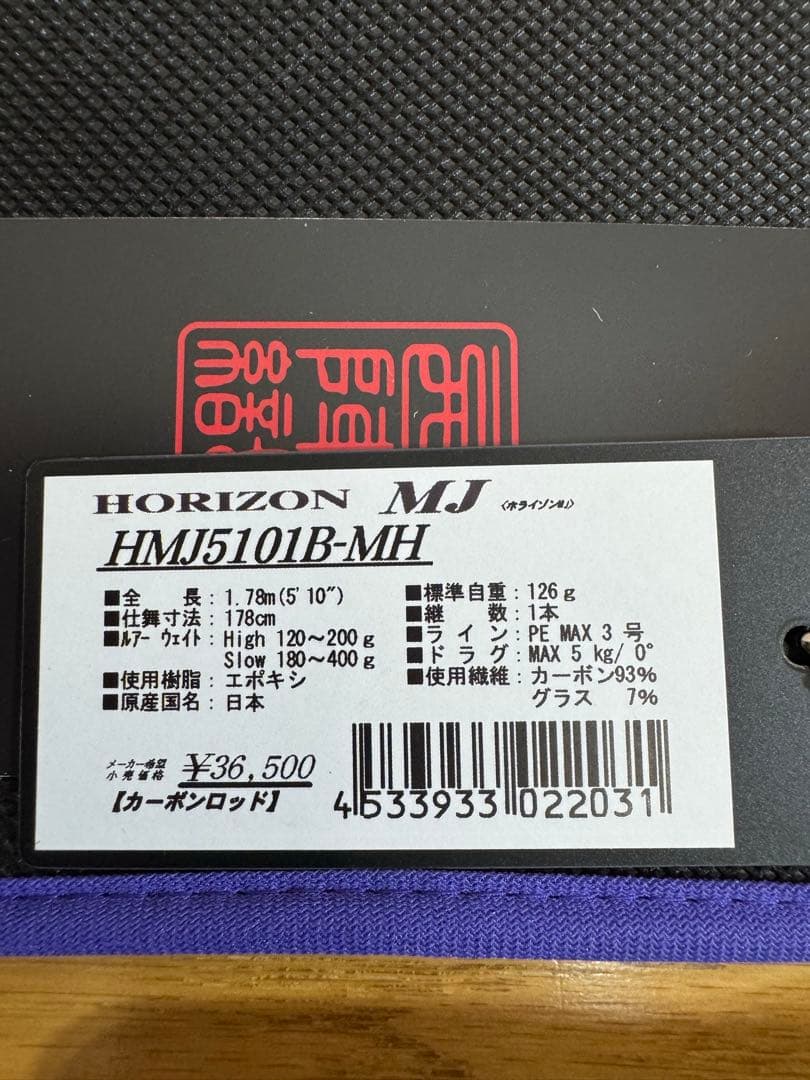 HORIZON MJ 〈ホライゾンMJ〉
HMJ5101B-MH
■全長：1.78m(5'10")
■仕舞寸法：178cm
■ルアーウェイト：High 120〜200g
Slow 180〜400g
■使用樹脂：エポキシ
■原産国名：日本
■標準自重：126g
■継数：1本
■ライン：PE MAX 3号
■ドラグ：MAX 5 kg/ 0°
■使用繊維：カーボン93%
グラス 7%
メーカー希望
小売価格 ¥36,500
【カーボンロッド】
4533933022031